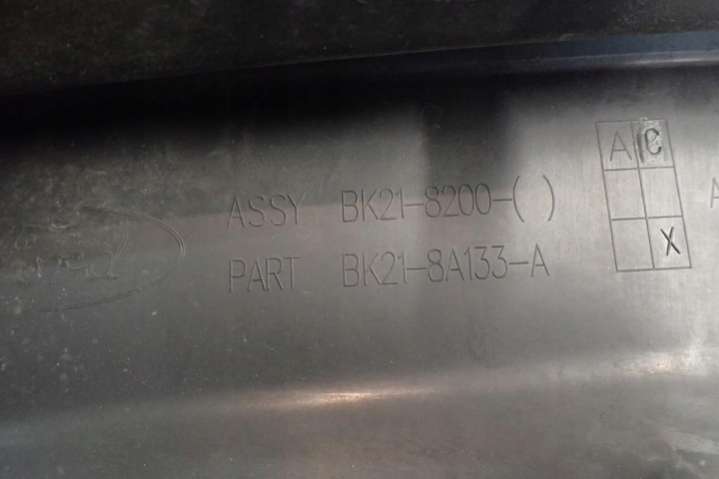 A C
ASSY BK21-8200-( )
PART BK21-8A133-A
X